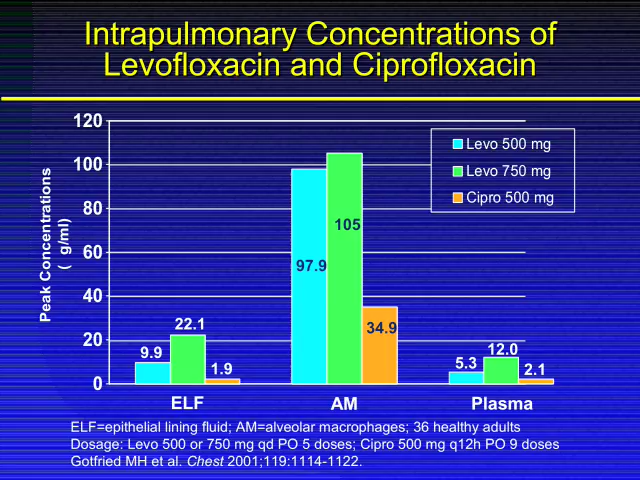 Intrapulmonary Concentrations of
Levofloxacin and Ciprofloxacin
120
100
80
60
40
20
0
Peak Concentrations
( g/ml)
Levo 500 mg
Levo 750 mg
Cipro 500 mg
9.9
22.1
1.9
97.9
105
34.9
5.3
12.0
2.1
ELF
AM
Plasma
ELF=epithelial lining fluid; AM=alveolar macrophages; 36 healthy adults
Dosage: Levo 500 or 750 mg qd PO 5 doses; Cipro 500 mg q12h PO 9 doses
Gotfried MH et al. Chest 2001;119:1114-1122.